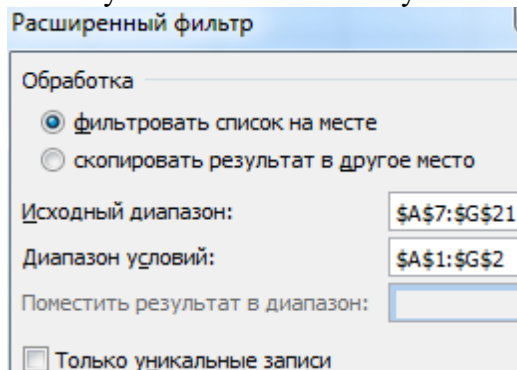 Расширенный фильтр
Обработка
фильтровать список на месте
скопировать результат в другое место
Исходный диапазон: $A$7:$G$21
Диапазон условий: $A$1:$G$2
Поместить результат в диапазон:
Только уникальные записи